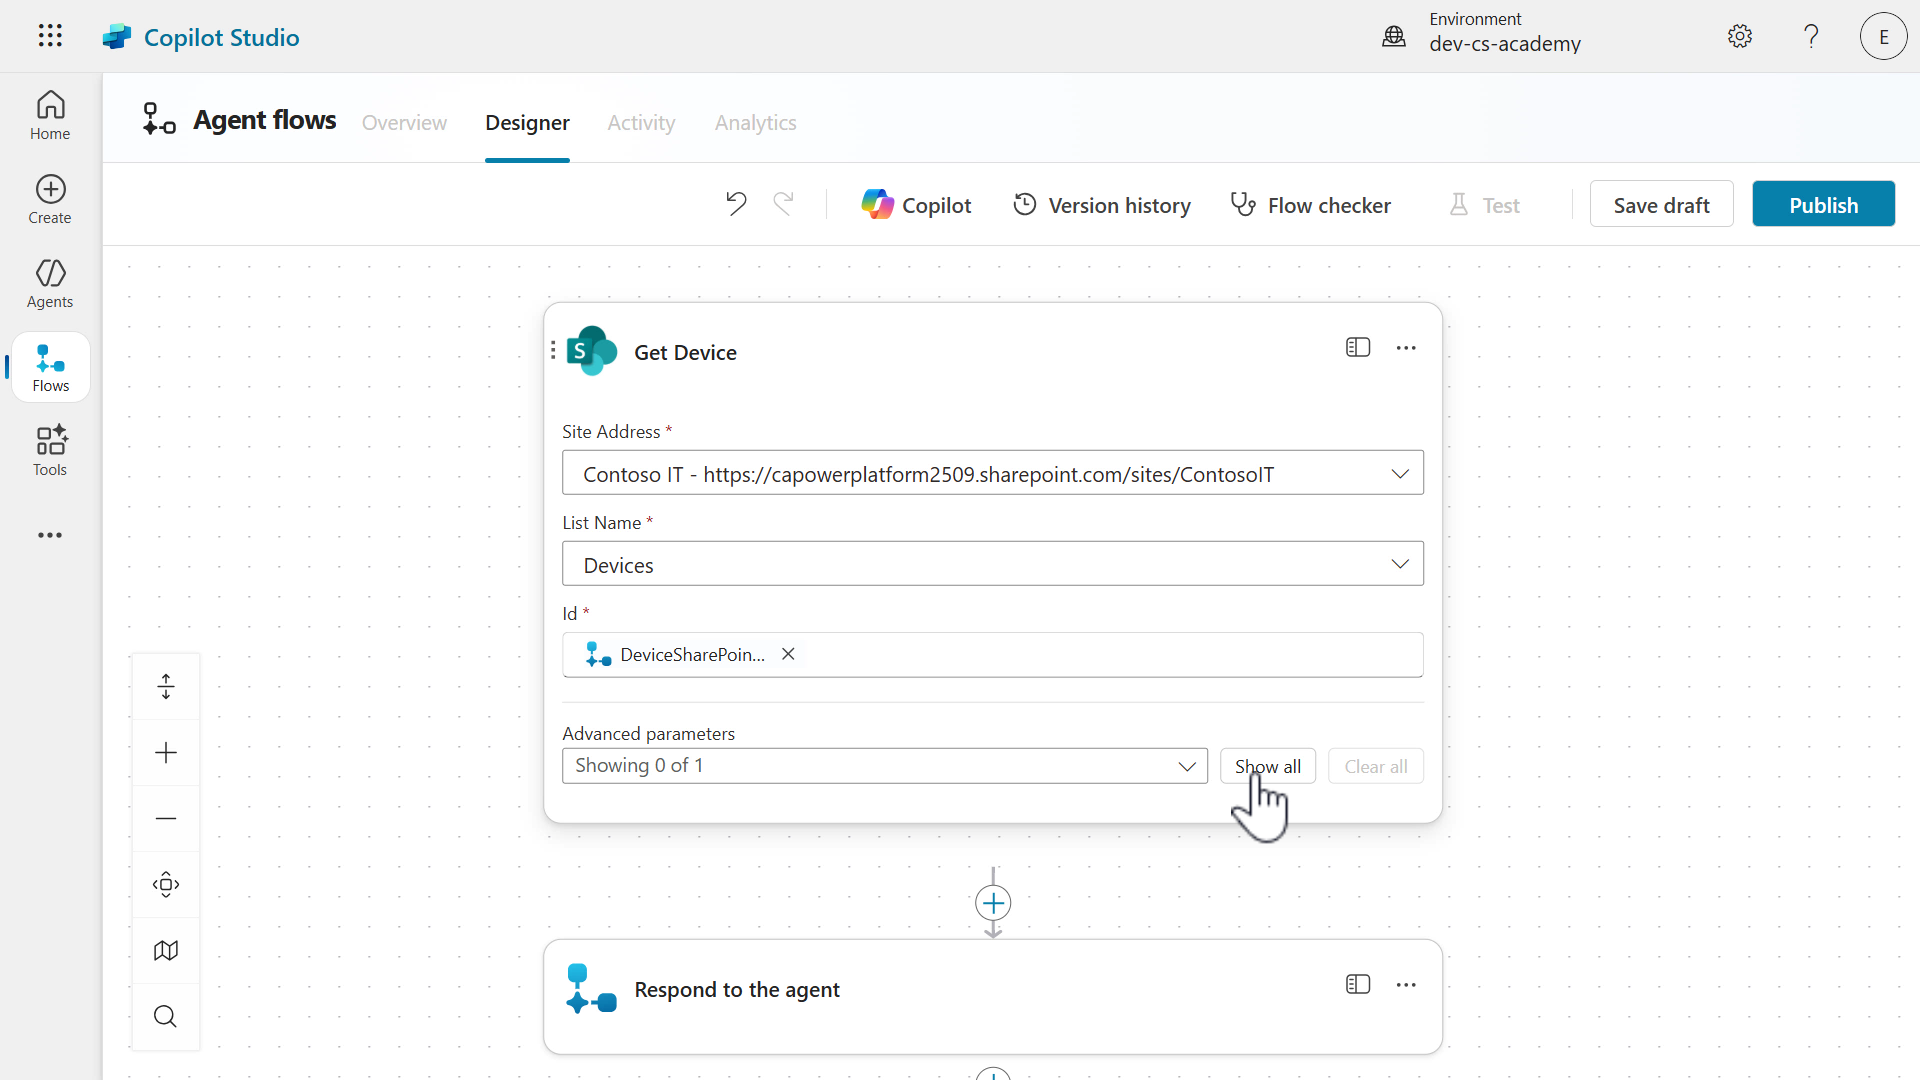 Copilot Studio
Environment
dev-cs-academy
E
Home
Create
Agents
Flows
Tools
Agent flows
Overview
Designer
Activity
Analytics
Copilot
Version history
Flow checker
Test
Save draft
Publish
S
Get Device
Site Address *
Contoso IT - https://capowerplatform2509.sharepoint.com/sites/ContosoIT
List Name *
Devices
Id *
DeviceSharePoin...
Advanced parameters
Showing 0 of 1
Show all
Clear all
Respond to the agent